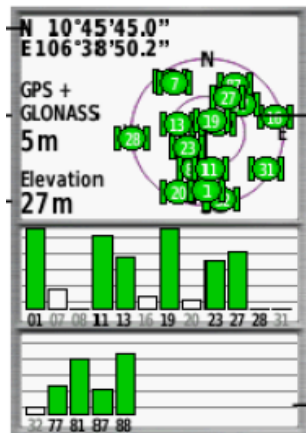 N 10°45'45.0"
E 106°38'50.2"
GPS +
GLONASS
5m
Elevation
27m
N
7
27
13
19
16
28
E
23
11
31
20
1
01 07 08 11 13 16 19 20 23 27 28 31
32 77 81 87 88